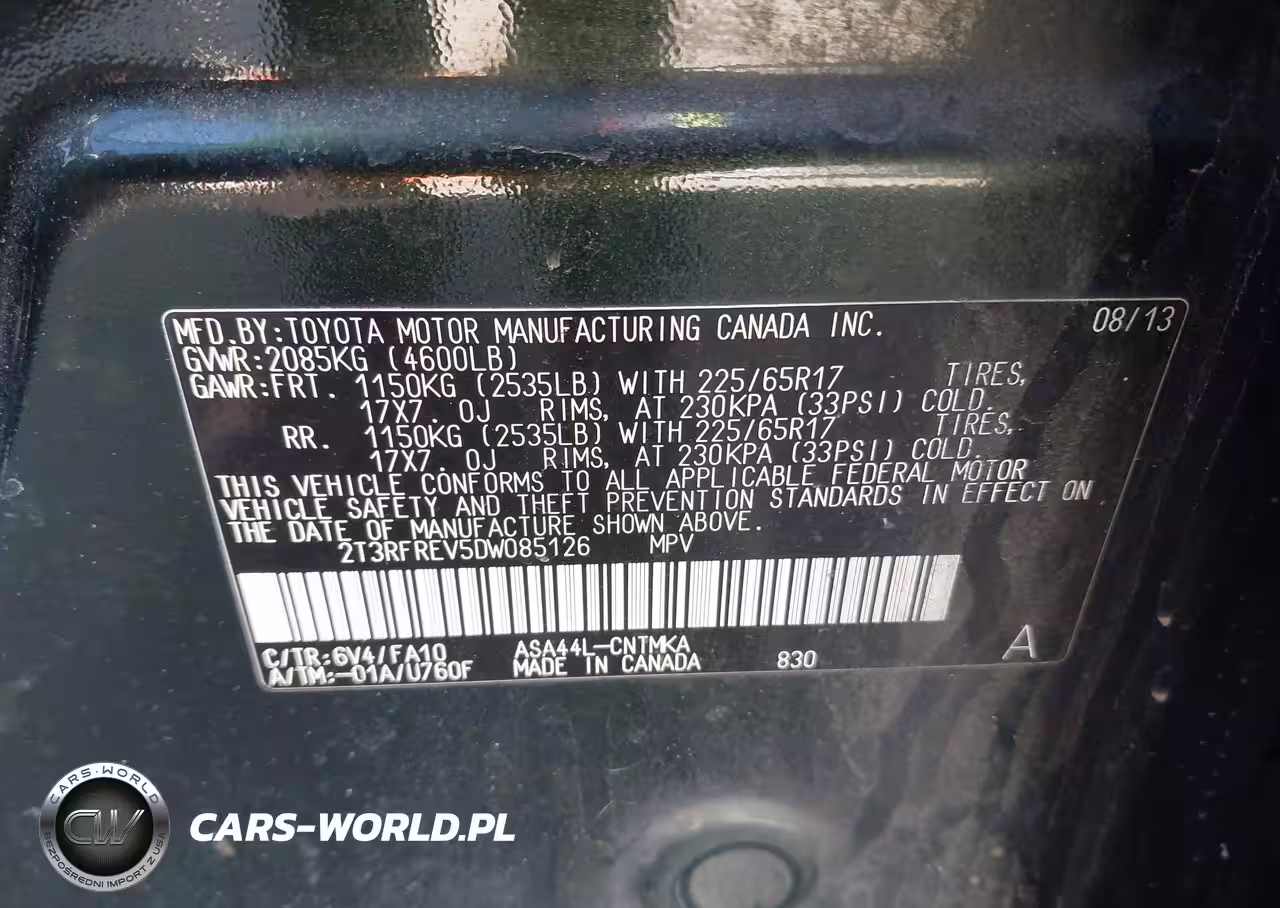 MFD.BY:TOYOTA MOTOR MANUFACTURING CANADA INC. 08/13
GVWR:2085KG (4600LB)
GAWR:FRT. 1150KG (2535LB) WITH 225/65R17 TIRES,
17X7.0J RIMS, AT 230KPA (33PSI) COLD.
RR. 1150KG (2535LB) WITH 225/65R17 TIRES,
17X7.0J RIMS, AT 230KPA (33PSI) COLD.
THIS VEHICLE CONFORMS TO ALL APPLICABLE FEDERAL MOTOR
VEHICLE SAFETY AND THEFT PREVENTION STANDARDS IN EFFECT ON
THE DATE OF MANUFACTURE SHOWN ABOVE.
2T3RFREV5DW085126 MPV
C/TR:6V4/FA10 ASA44L-CNTMKA
A/TM:-01A/U760F MADE IN CANADA 830 A
CARS-WORLD
CW
BEZPOŚREDNI IMPORT Z USA
CARS-WORLD.PL